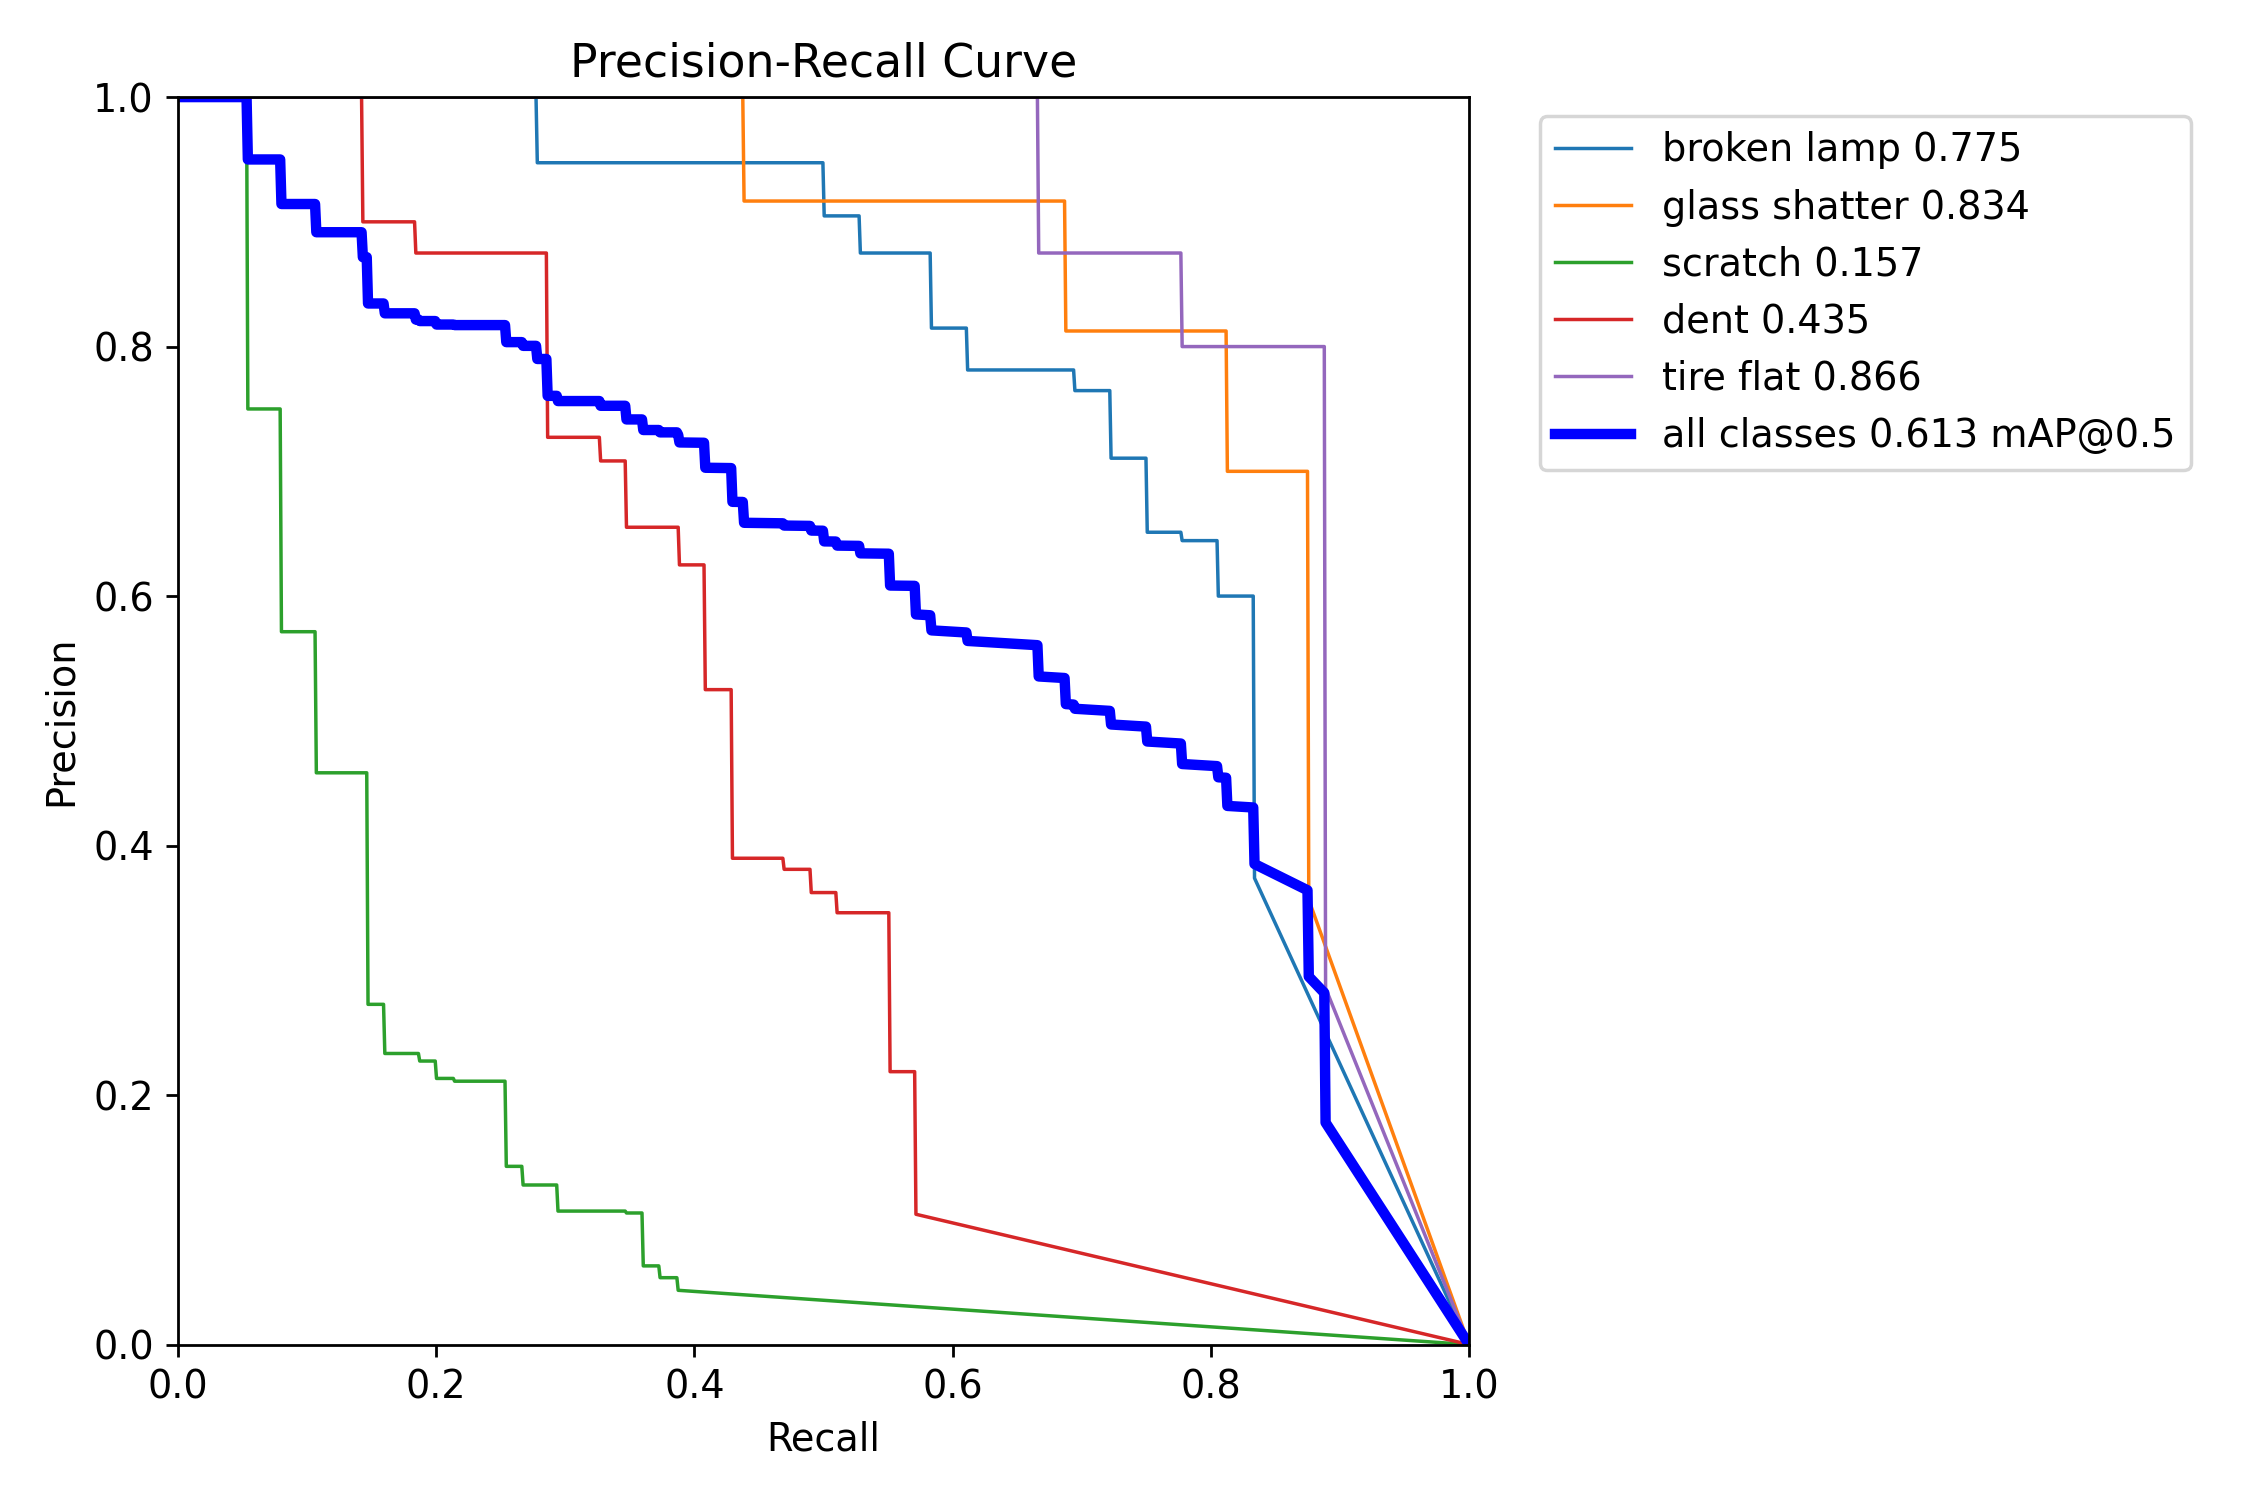 Precision-Recall Curve
1.0
0.8
0.6
0.4
0.2
0.0
Precision
0.0 0.2 0.4 0.6 0.8 1.0
Recall
broken lamp 0.775
glass shatter 0.834
scratch 0.157
dent 0.435
tire flat 0.866
all classes 0.613 mAP@0.5